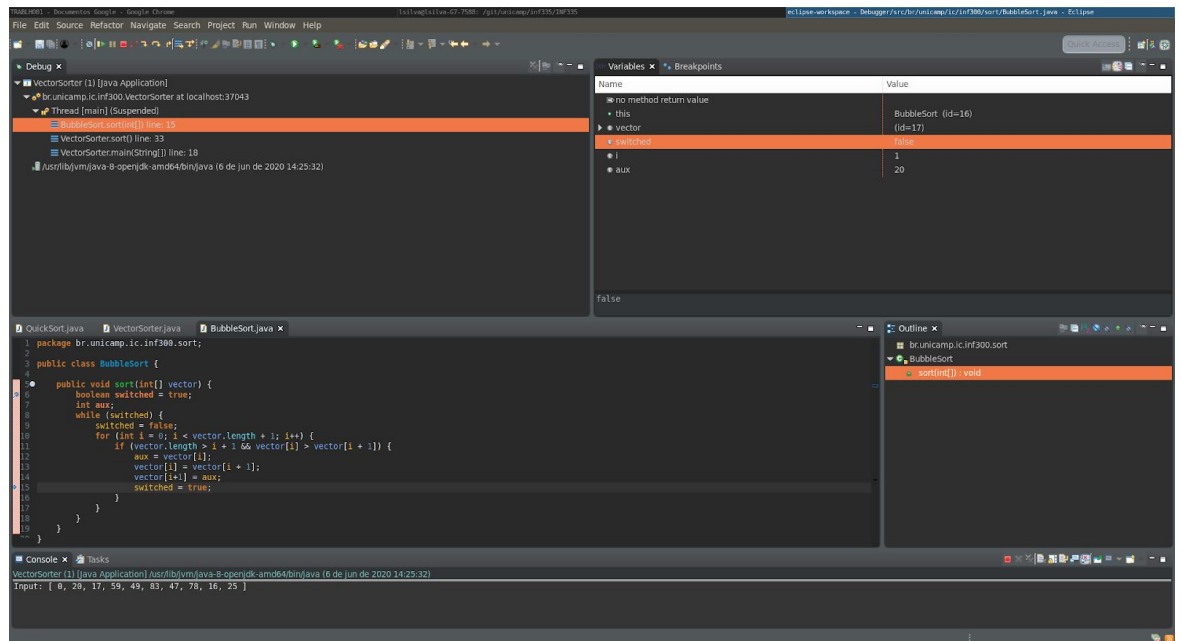 TRABLHO01 - Documentos Google - Google Chrome
lsilva@lsilva-G7-7588: /git/unicamp/inf335/INF335
eclipse-workspace - Debugger/src/br/unicamp/ic/inf300/sort/BubbleSort.java - Eclipse
File Edit Source Refactor Navigate Search Project Run Window Help
Quick Access
Debug
VectorSorter (1) [Java Application]
br.unicamp.ic.inf300.VectorSorter at localhost:37043
Thread [main] (Suspended)
BubbleSort.sort(int[]) line: 15
VectorSorter.sort() line: 33
VectorSorter.main(String[]) line: 18
/usr/lib/jvm/java-8-openjdk-amd64/bin/java (6 de jun de 2020 14:25:32)
Variables Breakpoints
Name Value
no method return value
this BubbleSort (id=16)
vector (id=17)
switched false
i 1
aux 20
false
QuickSort.java VectorSorter.java BubbleSort.java
1 package br.unicamp.ic.inf300.sort;
2
3 public class BubbleSort {
4
5 public void sort(int[] vector) {
6 boolean switched = true;
7 int aux;
8 while (switched) {
9 switched = false;
10 for (int i = 0; i < vector.length + 1; i++) {
11 if (vector.length > i + 1 && vector[i] > vector[i + 1]) {
12 aux = vector[i];
13 vector[i] = vector[i + 1];
14 vector[i+1] = aux;
15 switched = true;
16 }
17 }
18 }
19 }
}
Outline
br.unicamp.ic.inf300.sort
BubbleSort
sort(int[]) : void
Console Tasks
VectorSorter (1) [Java Application] /usr/lib/jvm/java-8-openjdk-amd64/bin/java (6 de jun de 2020 14:25:32)
Input: [ 0, 20, 17, 59, 49, 83, 47, 78, 16, 25 ]